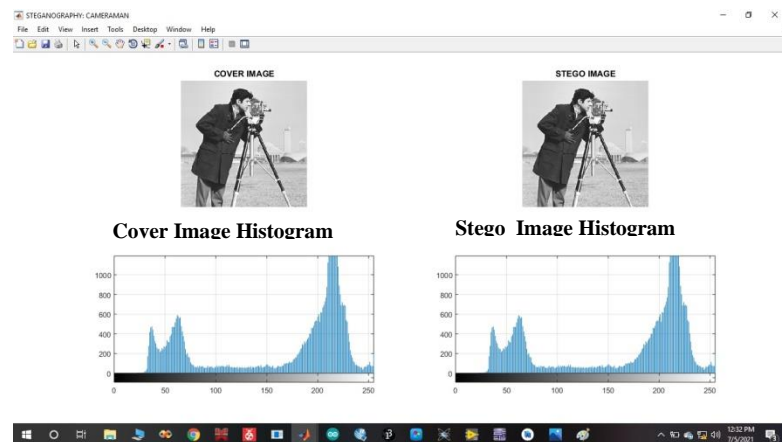 STEGANOGRAPHY: CAMERAMAN
File Edit View Insert Tools Desktop Window Help
COVER IMAGE
STEGO IMAGE
Cover Image Histogram
Stego Image Histogram
1000
800
600
400
200
0
0 50 100 150 200 250
1000
800
600
400
200
0
0 50 100 150 200 250
12:32 PM
7/5/2021